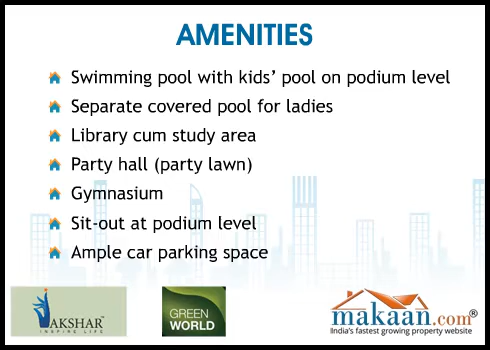 AMENITIES
Swimming pool with kids' pool on podium level
Separate covered pool for ladies
Library cum study area
Party hall (party lawn)
Gymnasium
Sit-out at podium level
Ample car parking space
AKSHAR™
INSPIRE LIFE
GREEN
WORLD
makaan.com®
India's fastest growing property website